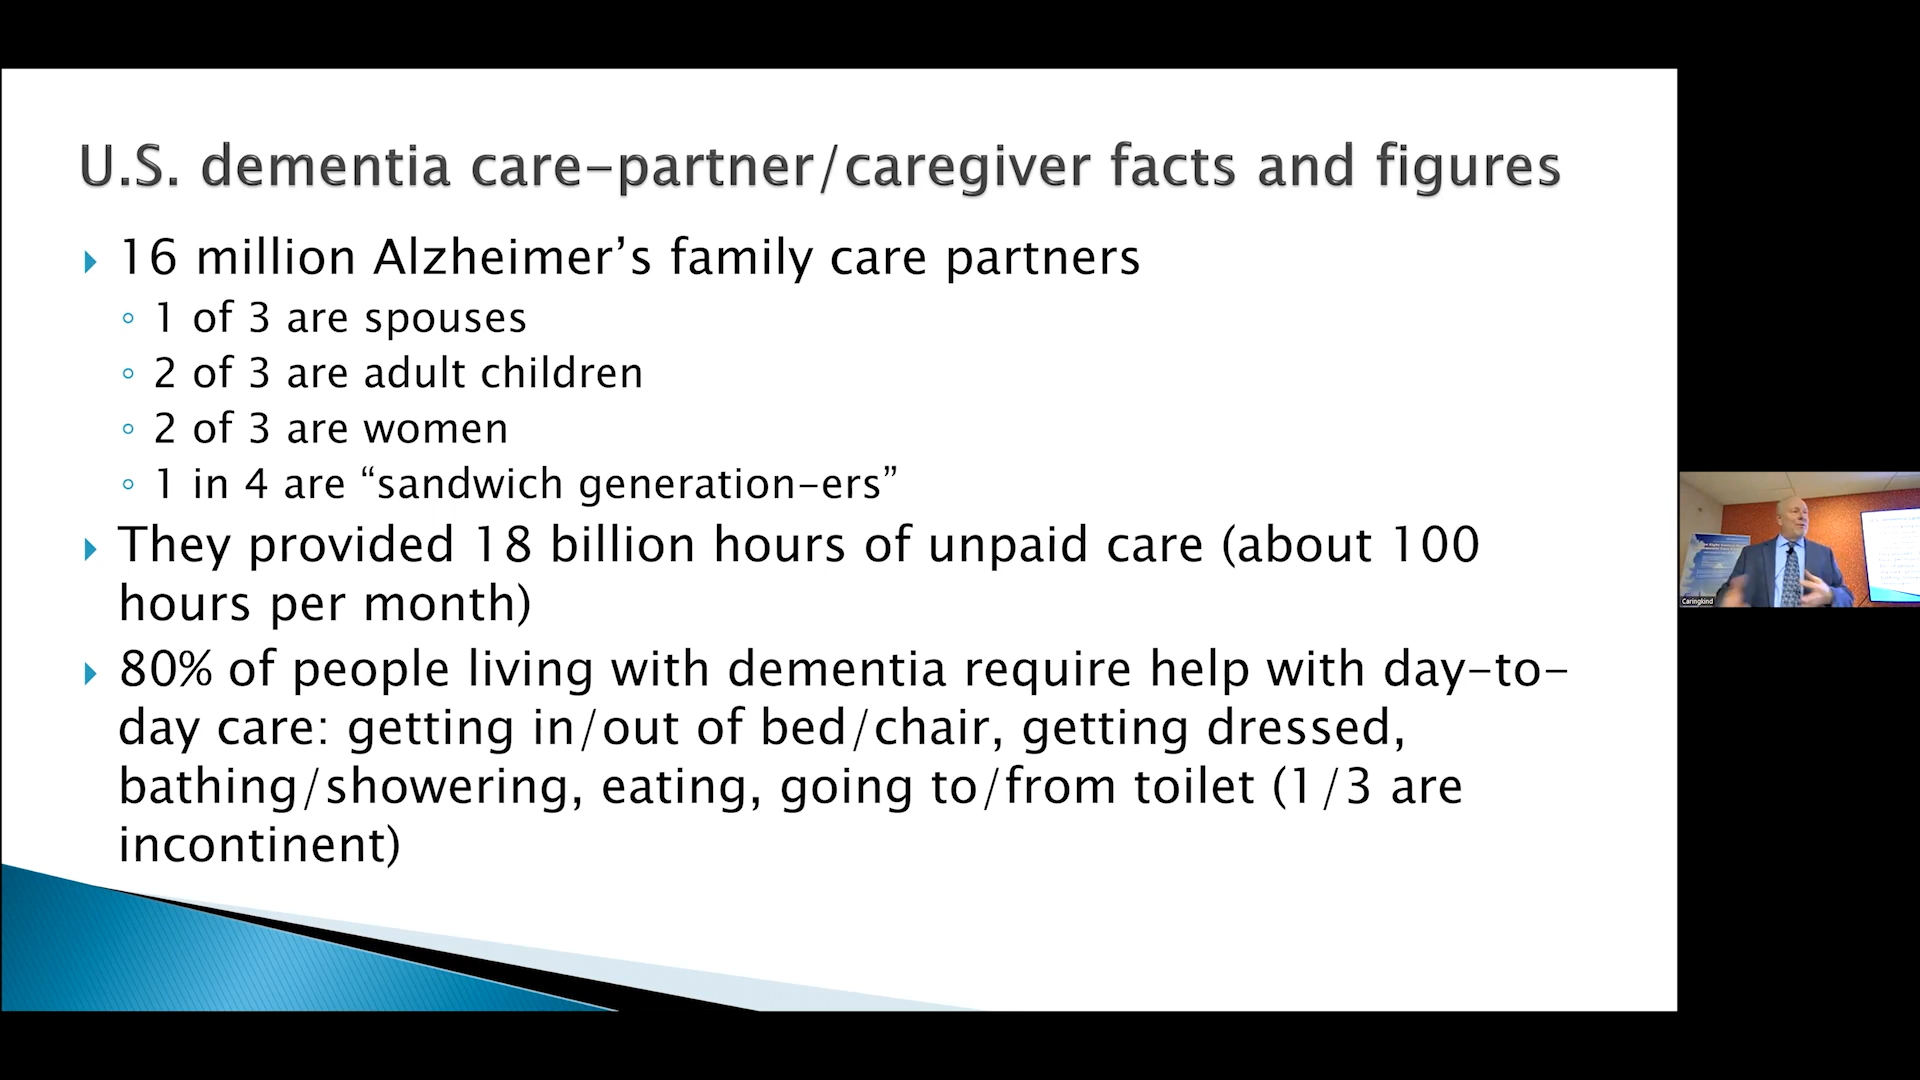 U.S. dementia care-partner/caregiver facts and figures
16 million Alzheimer’s family care partners
1 of 3 are spouses
2 of 3 are adult children
2 of 3 are women
1 in 4 are “sandwich generation-ers”
They provided 18 billion hours of unpaid care (about 100
hours per month)
80% of people living with dementia require help with day-to-
day care: getting in/out of bed/chair, getting dressed,
bathing/showering, eating, going to/from toilet (1/3 are
incontinent)
Caringkind